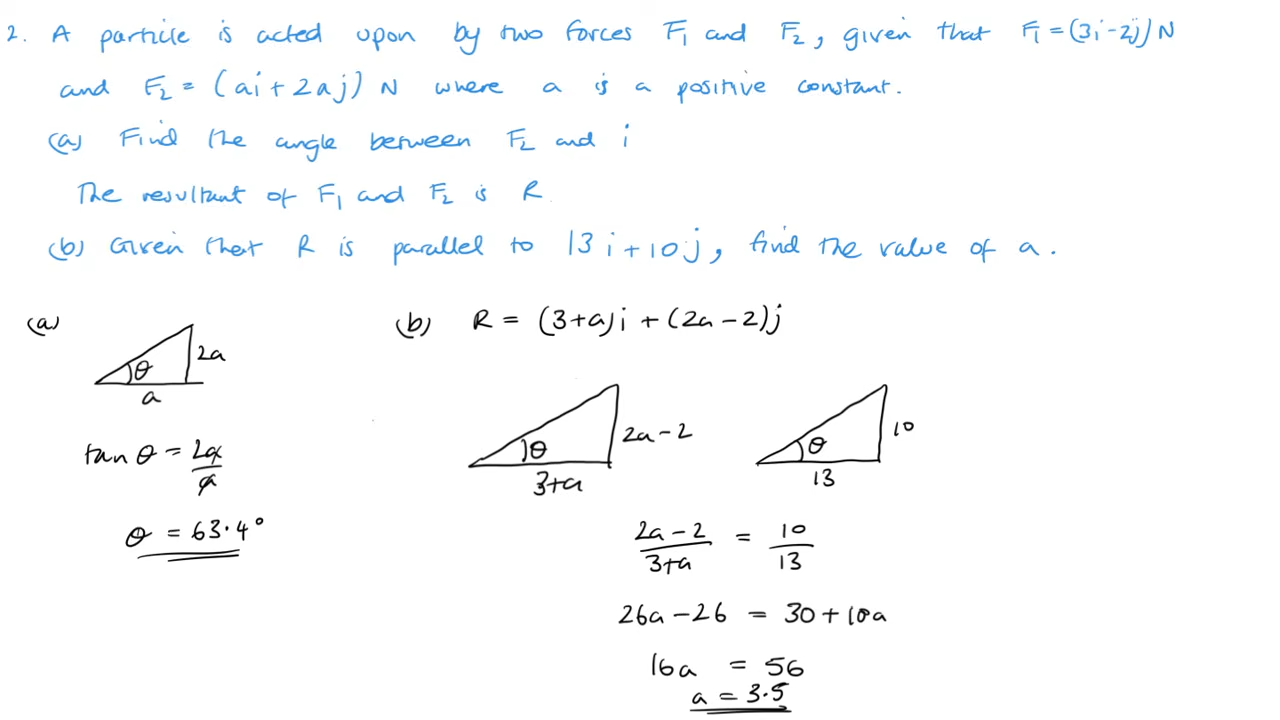 2. A particle is acted upon by two forces F₁ and F₂, given that F₁ = (3i - 2j) N
and F₂ = (ai + 2aj) N where a is a positive constant.
(a) Find the angle between F₂ and i
The resultant of F₁ and F₂ is R
(b) Given that R is parallel to 13i + 10j, find the value of a.
(a)
θ
2a
a
tan θ = 2a/a
θ = 63.4°
(b) R = (3+a)i + (2a - 2)j
θ
2a - 2
3+a
θ
10
13
(2a - 2)/(3+a) = 10/13
26a - 26 = 30 + 10a
16a = 56
a = 3.5